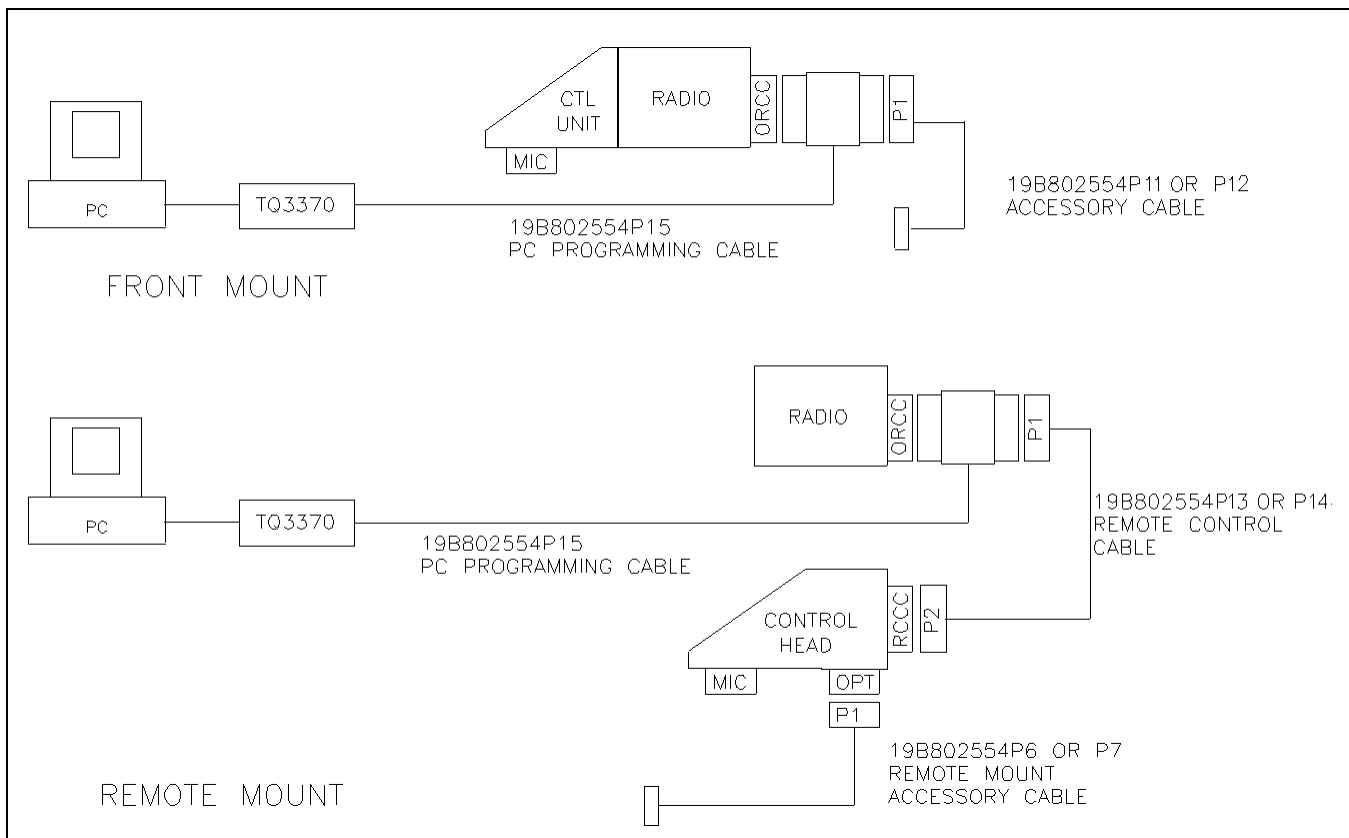 CTL
UNIT
RADIO
ORCC
P1
MIC
PC
TQ3370
19B802554P15
PC PROGRAMMING CABLE
19B802554P11 OR P12
ACCESSORY CABLE
FRONT MOUNT
RADIO
ORCC
P1
PC
TQ3370
19B802554P15
PC PROGRAMMING CABLE
19B802554P13 OR P14
REMOTE CONTROL
CABLE
CONTROL
HEAD
RCCC
P2
MIC
OPT
P1
19B802554P6 OR P7
REMOTE MOUNT
ACCESSORY CABLE
REMOTE MOUNT